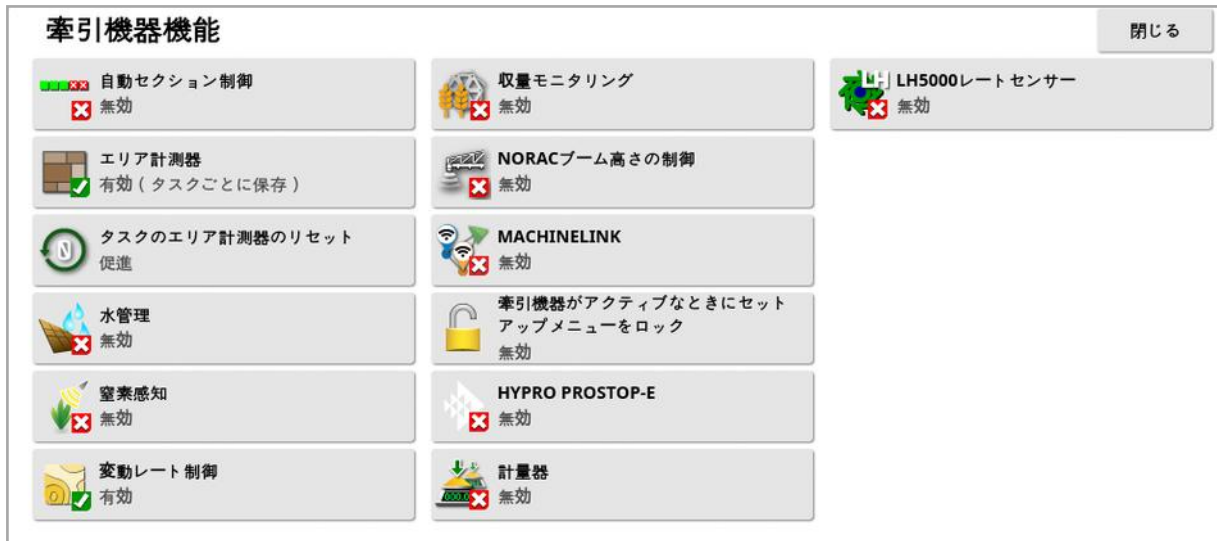 牽引機器機能
閉じる
自動セクション制御
無効
エリア計測器
有効 ( タスクごとに保存 )
タスクのエリア計測器のリセット
促進
水管理
無効
窒素感知
無効
変動レート制御
有効
収量モニタリング
無効
NORACブーム高さの制御
無効
MACHINELINK
無効
牽引機器がアクティブなときにセット
アップメニューをロック
無効
HYPRO PROSTOP-E
無効
計量器
無効
LH5000レートセンサー
無効